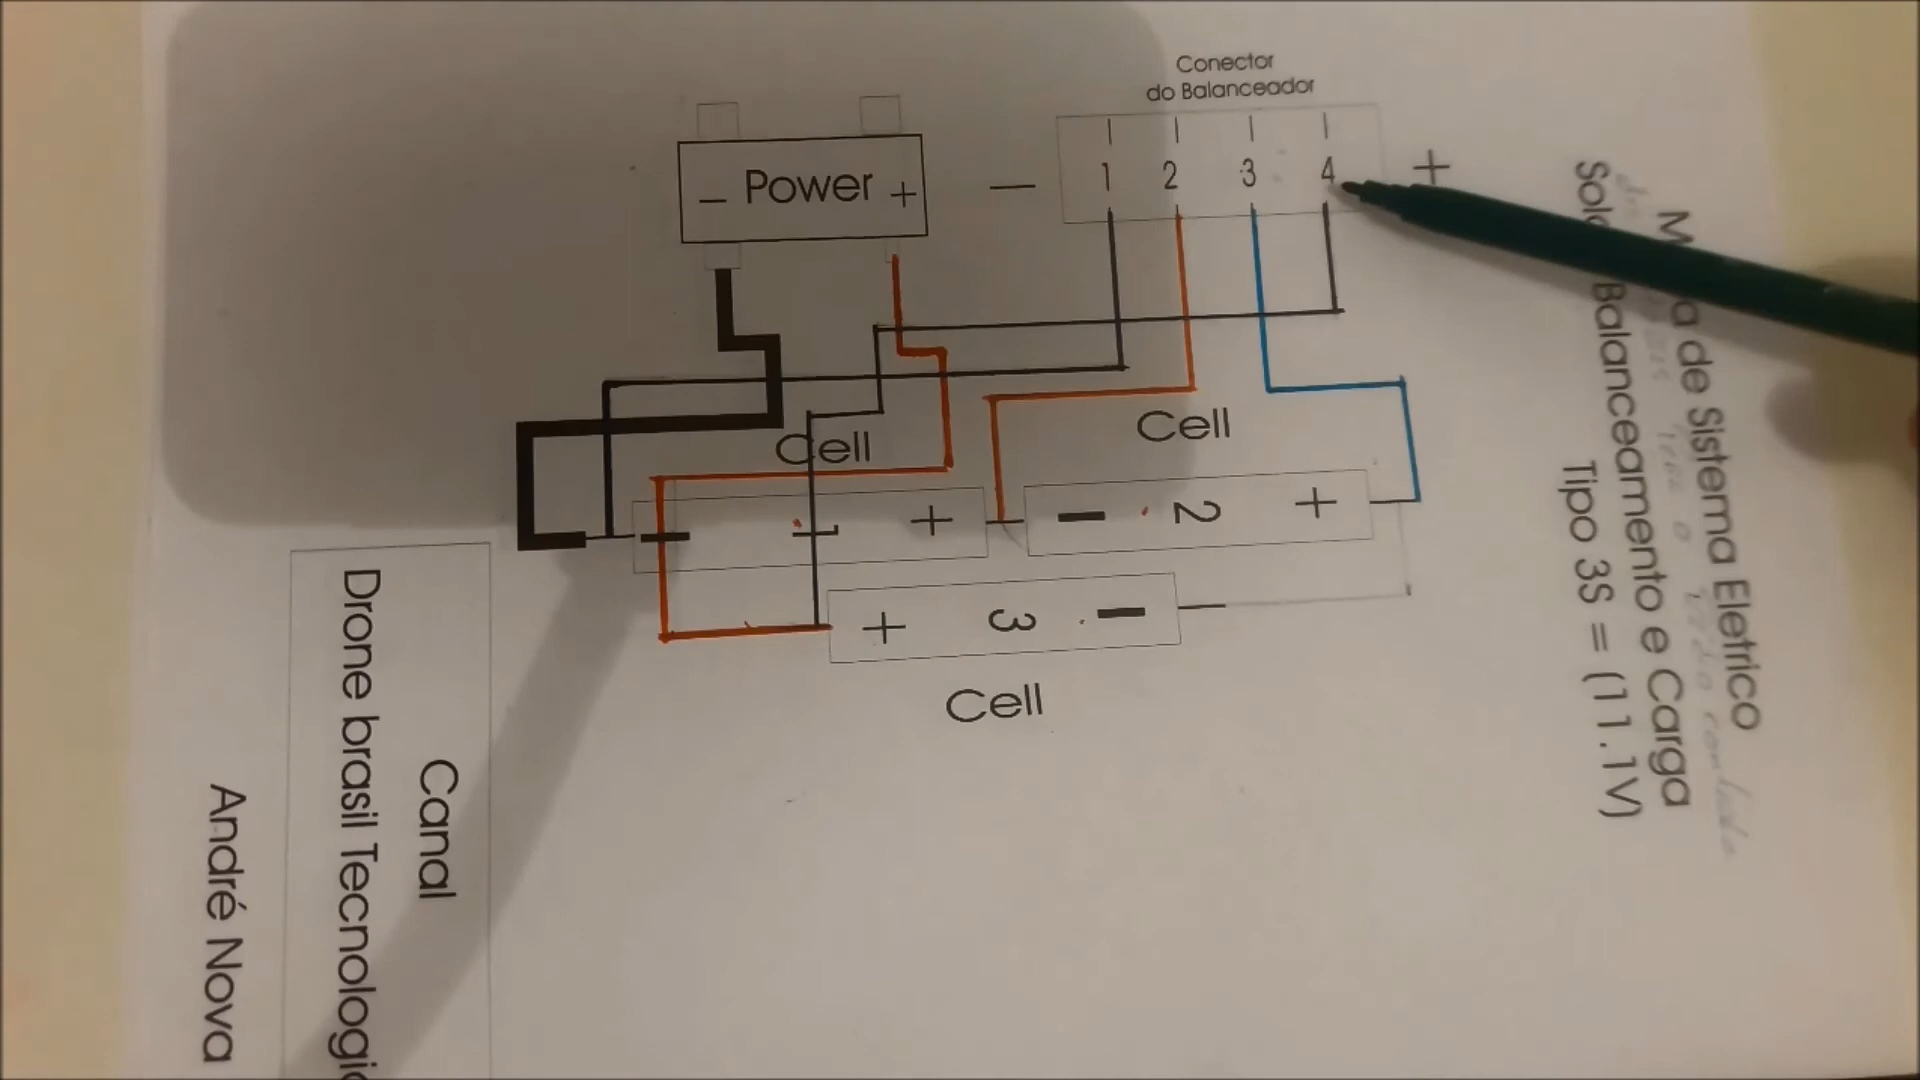 Conector
do Balanceador
1 2 3 4
− Power +
− +
Cell
Cell
− 1 +
− 2 +
+ 3 −
Cell
de Sistema Eletrico
Balanceamento e Carga
Tipo 3S = (11.1V)
Canal
Drone brasil Tecnologi
André Nova